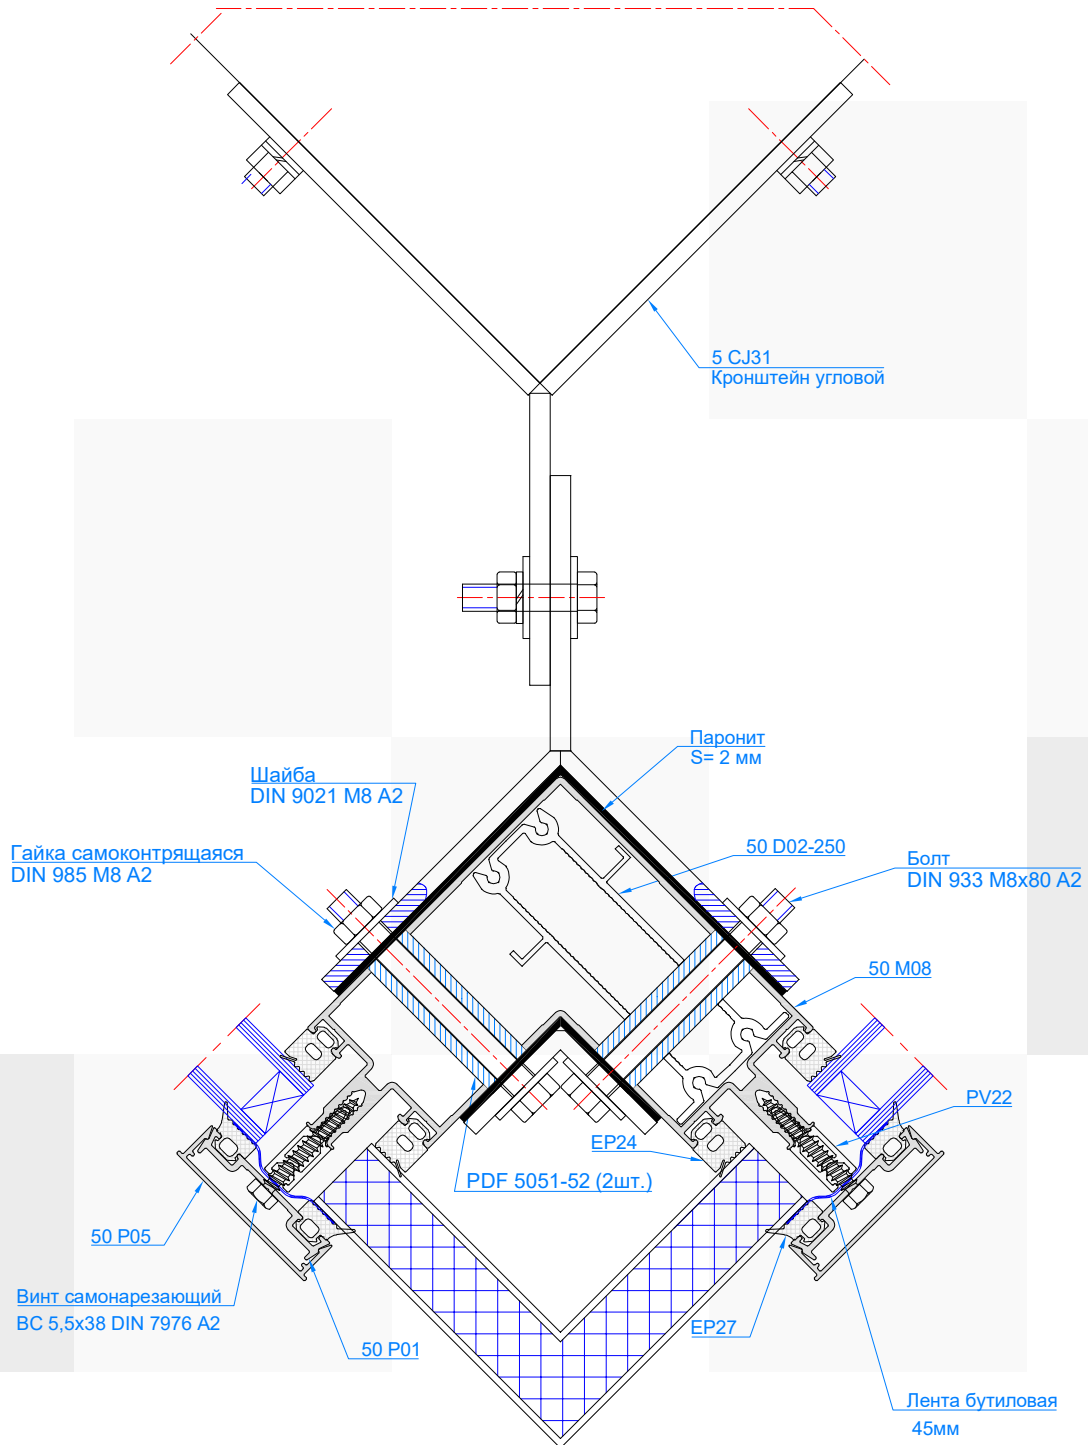 5 CJ31
Кронштейн угловой
Паронит
S= 2 мм
Шайба
DIN 9021 M8 A2
Гайка самоконтрящаяся
DIN 985 M8 A2
50 D02-250
Болт
DIN 933 M8x80 A2
50 M08
PV22
EP24
PDF 5051-52 (2шт.)
50 P05
Винт самонарезающий
ВС 5,5x38 DIN 7976 A2
50 P01
EP27
Лента бутиловая
45мм